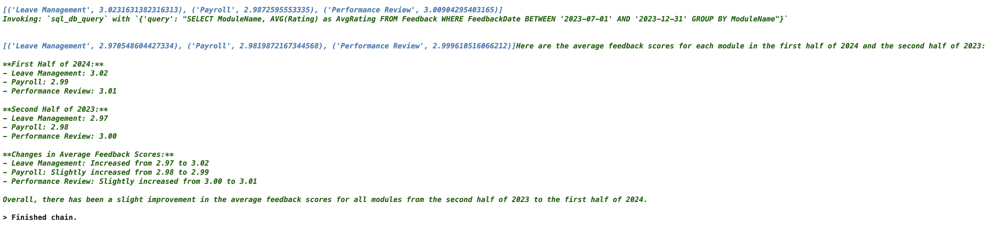 [('Leave Management', 3.0231631382316313), ('Payroll', 2.9872595553335), ('Performance Review', 3.00904295403165)]
Invoking: `sql_db_query` with `{'query': "SELECT ModuleName, AVG(Rating) as AvgRating FROM Feedback WHERE FeedbackDate BETWEEN '2023-07-01' AND '2023-12-31' GROUP BY ModuleName"}`
[('Leave Management', 2.970548604427334), ('Payroll', 2.9819872167344568), ('Performance Review', 2.999610516066212)]Here are the average feedback scores for each module in the first half of 2024 and the second half of 2023:
**First Half of 2024:**
- Leave Management: 3.02
- Payroll: 2.99
- Performance Review: 3.01
**Second Half of 2023:**
- Leave Management: 2.97
- Payroll: 2.98
- Performance Review: 3.00
**Changes in Average Feedback Scores:**
- Leave Management: Increased from 2.97 to 3.02
- Payroll: Slightly increased from 2.98 to 2.99
- Performance Review: Slightly increased from 3.00 to 3.01
Overall, there has been a slight improvement in the average feedback scores for all modules from the second half of 2023 to the first half of 2024.
> Finished chain.